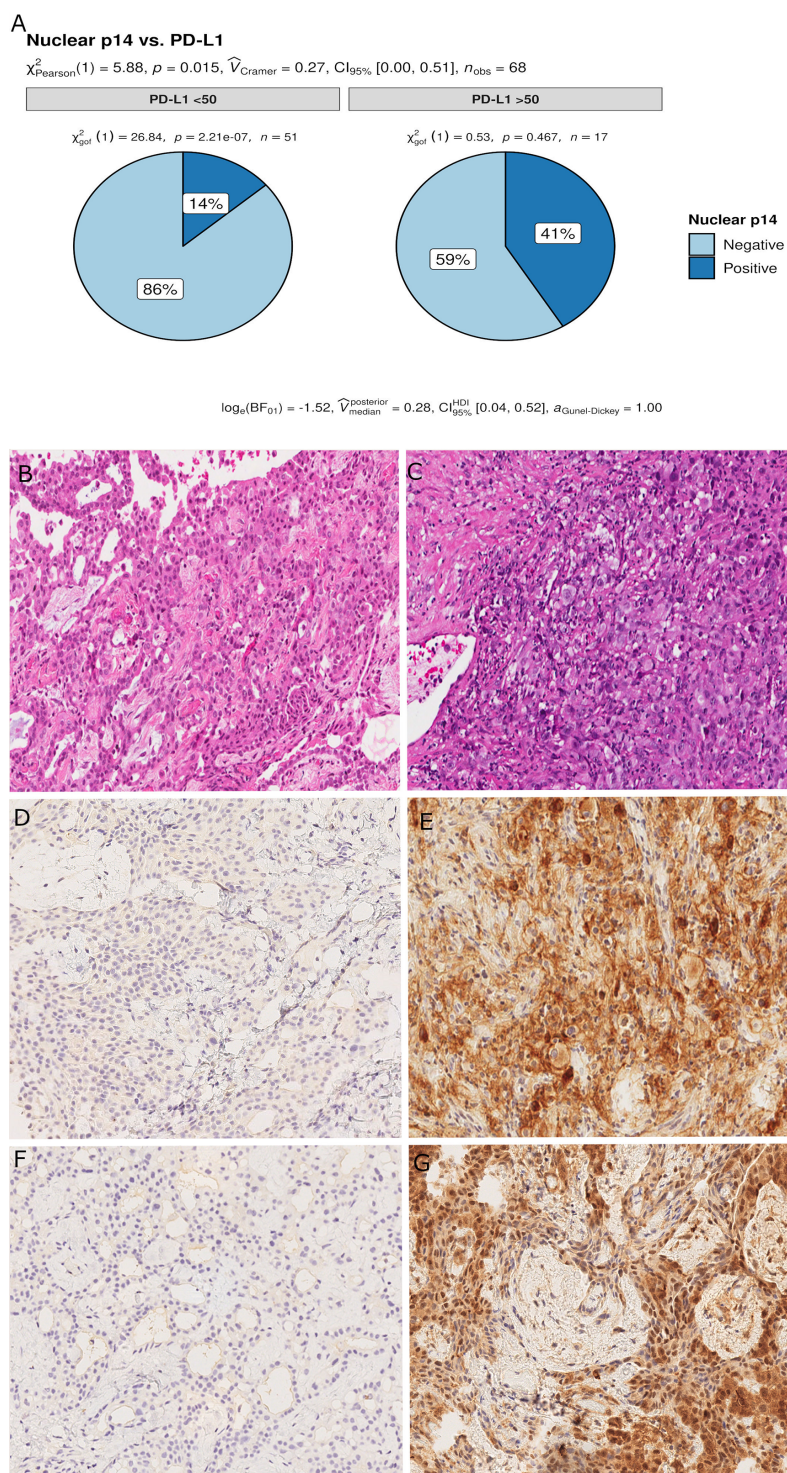 A
Nuclear p14 vs. PD-L1
χ²Pearson(1) = 5.88, p = 0.015, V̂Cramer = 0.27, CI95% [0.00, 0.51], nobs = 68
PD-L1 <50 PD-L1 >50
χ²gof (1) = 26.84, p = 2.21e-07, n = 51 χ²gof (1) = 0.53, p = 0.467, n = 17
14%
86%
41%
59%
Nuclear p14
Negative
Positive
loge(BF01) = -1.52, V̂posterior median = 0.28, CIHDI 95% [0.04, 0.52], aGunel-Dickey = 1.00
B C
D E
F G